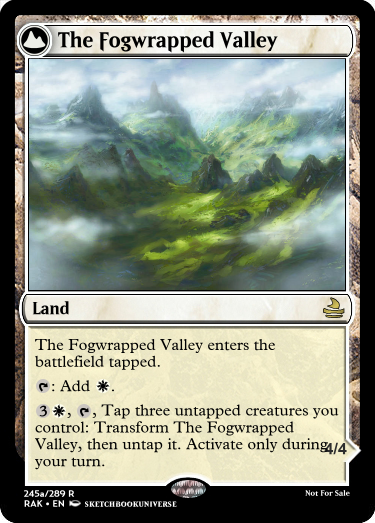 The Fogwrapped Valley
Land
The Fogwrapped Valley enters the
battlefield tapped.
: Add .
3 , , Tap three untapped creatures you
control: Transform The Fogwrapped
Valley, then untap it. Activate only during
your turn.
4/4
245a/289 R
Not For Sale
RAK • EN SKETCHBOOKUNIVERSE